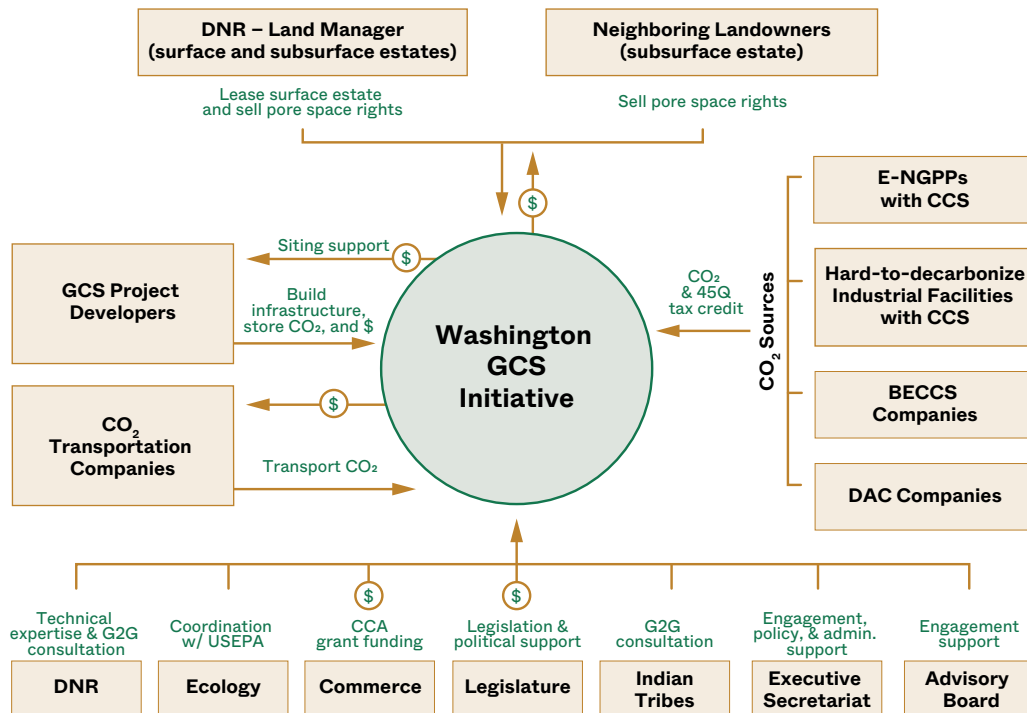 DNR – Land Manager
(surface and subsurface estates)
Neighboring Landowners
(subsurface estate)
Lease surface estate
and sell pore space rights
Sell pore space rights
$
E-NGPPs
with CCS
Siting support
$
GCS Project
Developers
Build
infrastructure,
store CO₂, and $
Washington
GCS
Initiative
CO₂
& 45Q
tax credit
CO₂ Sources
Hard-to-decarbonize
Industrial Facilities
with CCS
BECCS
Companies
DAC Companies
$
CO₂
Transportation
Companies
Transport CO₂
$
$
Technical
expertise & G2G
consultation
DNR
Coordination
w/ USEPA
Ecology
CCA
grant funding
Commerce
Legislation &
political support
Legislature
G2G
consultation
Indian
Tribes
Engagement,
policy, & admin.
support
Executive
Secretariat
Engagement
support
Advisory
Board